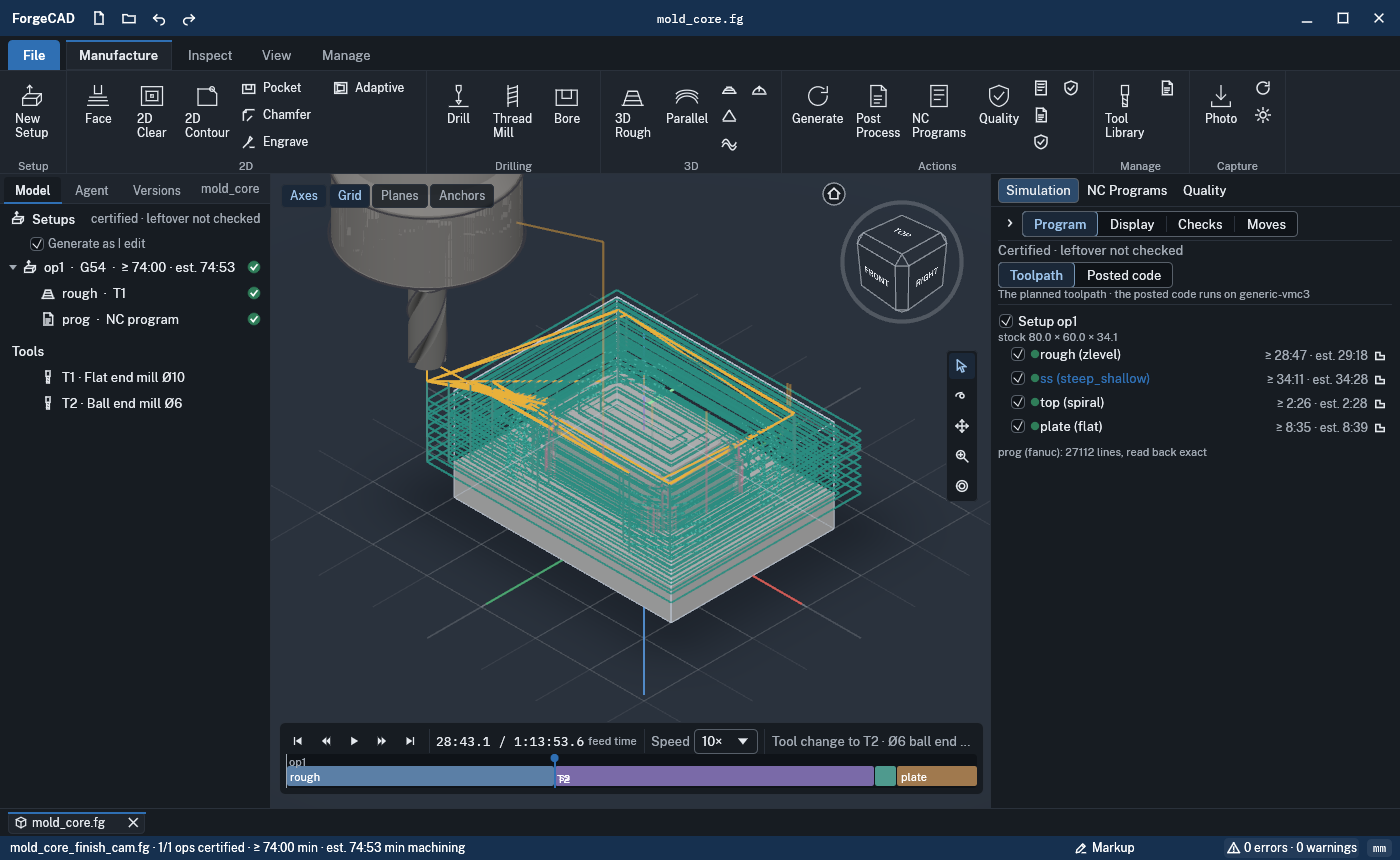 ForgeCAD
mold_core.fg
File
Manufacture
Inspect
View
Manage
New Setup
Face
2D Clear
2D Contour
Pocket
Chamfer
Engrave
Adaptive
Drill
Thread Mill
Bore
3D Rough
Parallel
Generate
Post Process
NC Programs
Quality
Tool Library
Photo
Setup
2D
Drilling
3D
Actions
Manage
Capture
Model
Agent
Versions
mold_core
Setups
certified · leftover not checked
Generate as I edit
op1 · G54 · ≥ 74:00 · est. 74:53
rough · T1
prog · NC program
Tools
T1 · Flat end mill Ø10
T2 · Ball end mill Ø6
Axes
Grid
Planes
Anchors
TOP
FRONT
RIGHT
28:43.1 / 1:13:53.6 feed time
Speed
10×
Tool change to T2 · Ø6 ball end ...
op1
rough
plate
Simulation
NC Programs
Quality
Program
Display
Checks
Moves
Certified · leftover not checked
Toolpath
Posted code
The planned toolpath · the posted code runs on generic-vmc3
Setup op1
stock 80.0 × 60.0 × 34.1
rough (zlevel)
≥ 28:47 · est. 29:18
ss (steep_shallow)
≥ 34:11 · est. 34:28
top (spiral)
≥ 2:26 · est. 2:28
plate (flat)
≥ 8:35 · est. 8:39
prog (fanuc): 27112 lines, read back exact
mold_core.fg
mold_core_finish_cam.fg · 1/1 ops certified · ≥ 74:00 min · est. 74:53 min machining
Markup
0 errors · 0 warnings
mm